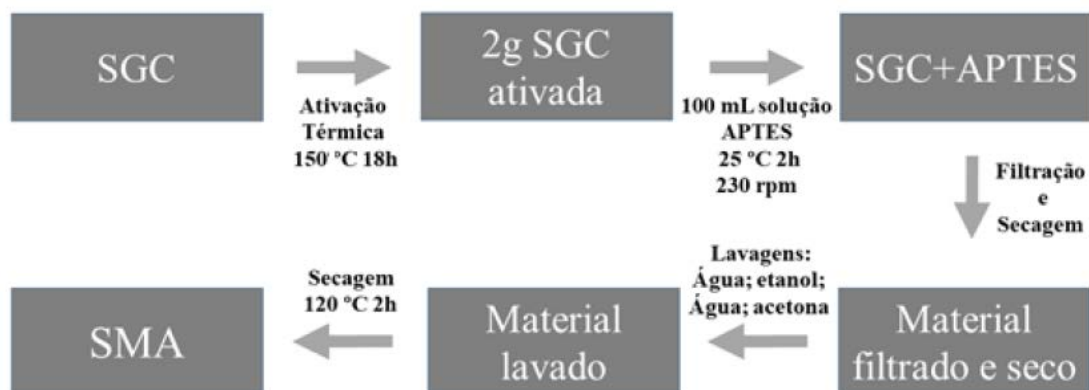 SGC
Ativação
Térmica
150 °C 18h
2g SGC
ativada
100 mL solução
APTES
25 °C 2h
230 rpm
SGC+APTES
Filtração
e
Secagem
Material
filtrado e seco
Lavagens:
Água; etanol;
Água; acetona
Material
lavado
Secagem
120 °C 2h
SMA